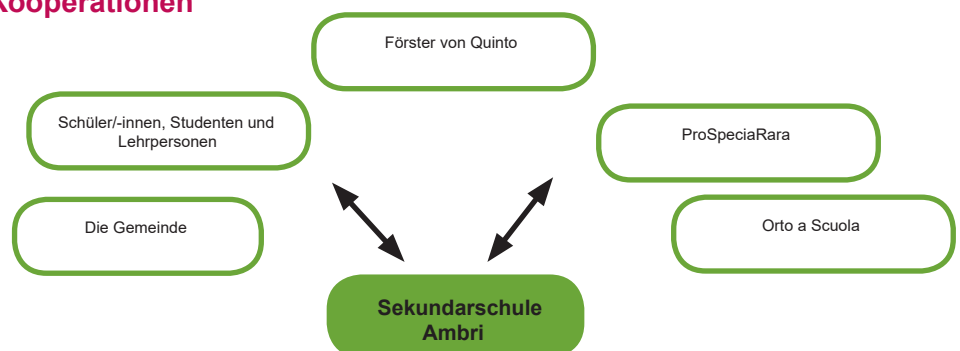 Kooperationen
Förster von Quinto
Schüler/-innen, Studenten und
Lehrpersonen
ProSpeciaRara
Die Gemeinde
Orto a Scuola
Sekundarschule
Ambri